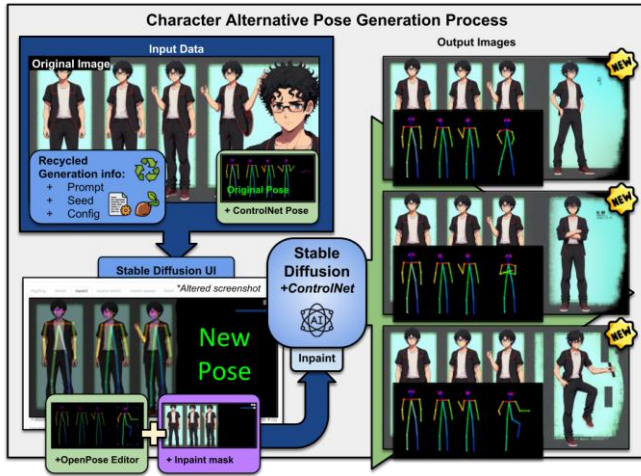 Character Alternative Pose Generation Process
Input Data
Original Image
Recycled
Generation info:
+ Prompt
+ Seed
+ Config
Original Pose
+ ControlNet Pose
Stable Diffusion UI
*Altered screenshot
New
Pose
+OpenPose Editor
+
+ Inpaint mask
Stable
Diffusion
+ControlNet
AI
Inpaint
Output Images
NEW
NEW
NEW